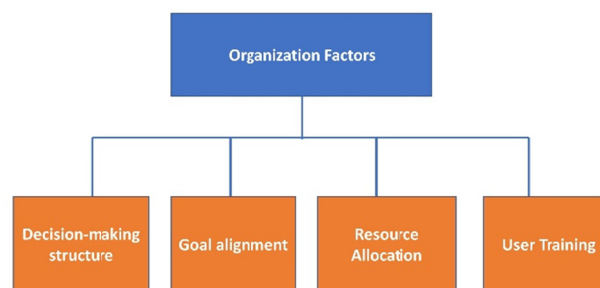 Organization Factors
Decision-making
structure
Goal alignment
Resource
Allocation
User Training